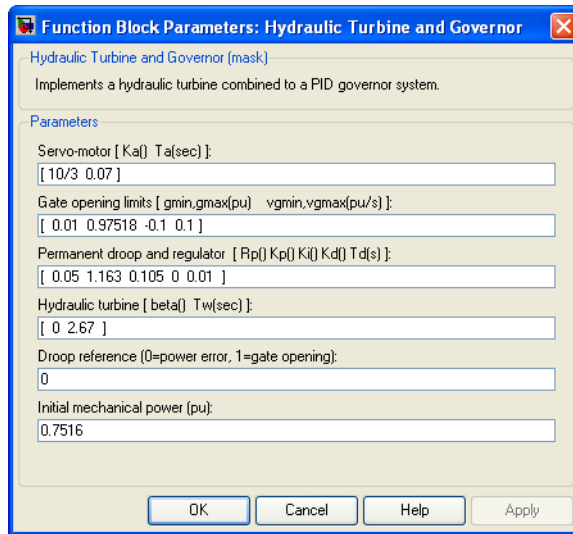 Function Block Parameters: Hydraulic Turbine and Governor
Hydraulic Turbine and Governor (mask)
Implements a hydraulic turbine combined to a PID governor system.
Parameters
Servo-motor [ Ka() Ta(sec) ]:
[ 10/3 0.07 ]
Gate opening limits [ gmin,gmax(pu) vgmin,vgmax(pu/s) ]:
[ 0.01 0.97518 -0.1 0.1 ]
Permanent droop and regulator [ Rp() Kp() Ki() Kd() Td(s) ]:
[ 0.05 1.163 0.105 0 0.01 ]
Hydraulic turbine [ beta() Tw(sec) ]:
[ 0 2.67 ]
Droop reference (0=power error, 1=gate opening):
0
Initial mechanical power (pu):
0.7516
OK Cancel Help Apply